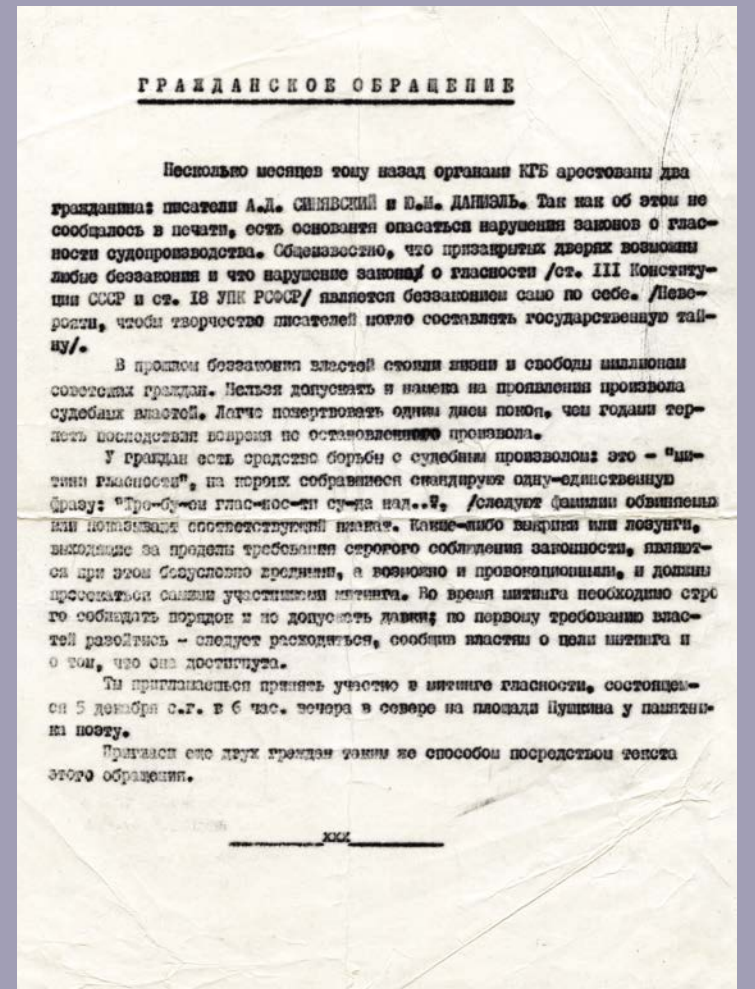 ГРАЖДАНСКОЕ ОБРАЩЕНИЕ
Несколько месяцев тому назад органами КГБ арестованы два
гражданина: писатели А.Д. СИНЯВСКИЙ и Ю.М. ДАНИЭЛЬ. Так как об этом не
сообщалось в печати, есть основантя опасаться нарушения законов о глас-
ности судопроизводства. Общеизвестно, что призакрытых дверях возможны
любые беззакония и что нарушение закона о гласности /ст. III Конститу-
ции СССР и ст. 18 УПК РСФСР/ является беззаконием само по себе. /Неве-
рояти, чтобы творчество писателей могло составлять государственную тай-
ну/.
В прошлом беззакония властей стоили жизни и свободы миллионам
советских граждан. Нельзя допускать и намека на проявления произвола
судебных властей. Легче пожертвовать одним днем покоя, чем годами тер-
петь последствия вовремя не остановленного произвола.
У граждан есть средство борьбы с судебным произволом: это - "ми-
тинги гласности", на короих собравшиеся скандируют одну-единственную
фразу: "Тре-бу-ем глас-нос-ти су-да над..", /следуют фамилии обвиняемых
или показывают соответствующий плакат. Какие-либо выкрики или лозунги,
выходящие за пределы требования строгого соблюдения законности, являют-
ся при этом безусловно вредными, а возможно и провокационными, и должны
пресекаться самими участниками митинга. Во время митинга необходимо стро
го соблюдать порядок и не допускать давки; по первому требованию влас-
тей разойтись - следует расходиться, сообщив властям о цели митинга и
о том, что она достигнута.
Ты приглашаешься принять участие в митинге гласности, состоящем-
ся 5 декабря с.г. в 6 час. вечера в сквере на площади Пушкина у памятни-
ка поэту.
Пригласи еще двух граждан таким же способом посредством текста
этого обращения.
xxx